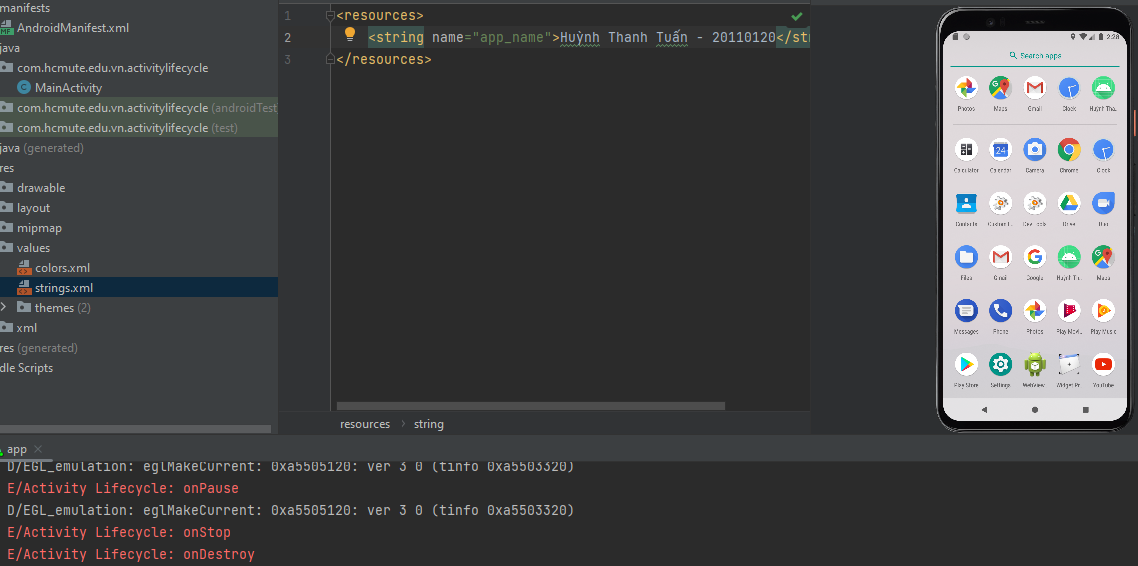 manifests
AndroidManifest.xml
java
com.hcmute.edu.vn.activitylifecycle
MainActivity
com.hcmute.edu.vn.activitylifecycle (androidTest
com.hcmute.edu.vn.activitylifecycle (test)
java (generated)
res
drawable
layout
mipmap
values
colors.xml
strings.xml
themes (2)
xml
res (generated)
dle Scripts
1 <resources>
2 <string name="app_name">Huỳnh Thanh Tuấn - 20110120</st
3 </resources>
resources > string
2:28
Search apps
Photos Maps Gmail Clock Huỳnh Tha...
Calculator Calendar Camera Chrome Clock
24
Contacts Custom L... Dev Tools Drive Duo
Files Gmail Google Huỳnh Th... Maps
Messages Phone Photos Play Movi... Play Music
Play Store Settings WebView Widget Pr YouTube
app
D/EGL_emulation: eglMakeCurrent: 0xa5505120: ver 3 0 (tinfo 0xa5503320)
E/Activity Lifecycle: onPause
D/EGL_emulation: eglMakeCurrent: 0xa5505120: ver 3 0 (tinfo 0xa5503320)
E/Activity Lifecycle: onStop
E/Activity Lifecycle: onDestroy